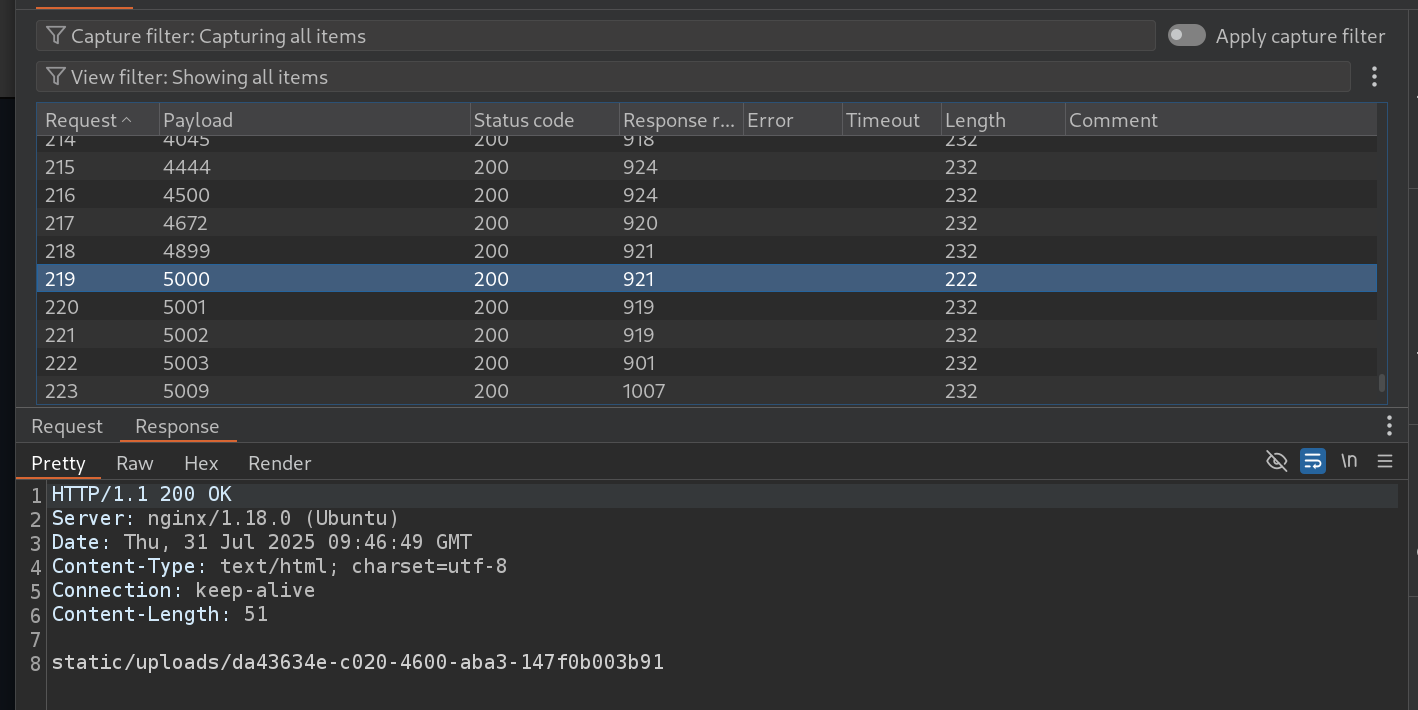 Capture filter: Capturing all items Apply capture filter
View filter: Showing all items
Request Payload Status code Response r... Error Timeout Length Comment
214 4045 200 918 232
215 4444 200 924 232
216 4500 200 924 232
217 4672 200 920 232
218 4899 200 921 232
219 5000 200 921 222
220 5001 200 919 232
221 5002 200 919 232
222 5003 200 901 232
223 5009 200 1007 232
Request Response
Pretty Raw Hex Render \n
1 HTTP/1.1 200 OK
2 Server: nginx/1.18.0 (Ubuntu)
3 Date: Thu, 31 Jul 2025 09:46:49 GMT
4 Content-Type: text/html; charset=utf-8
5 Connection: keep-alive
6 Content-Length: 51
7
8 static/uploads/da43634e-c020-4600-aba3-147f0b003b91